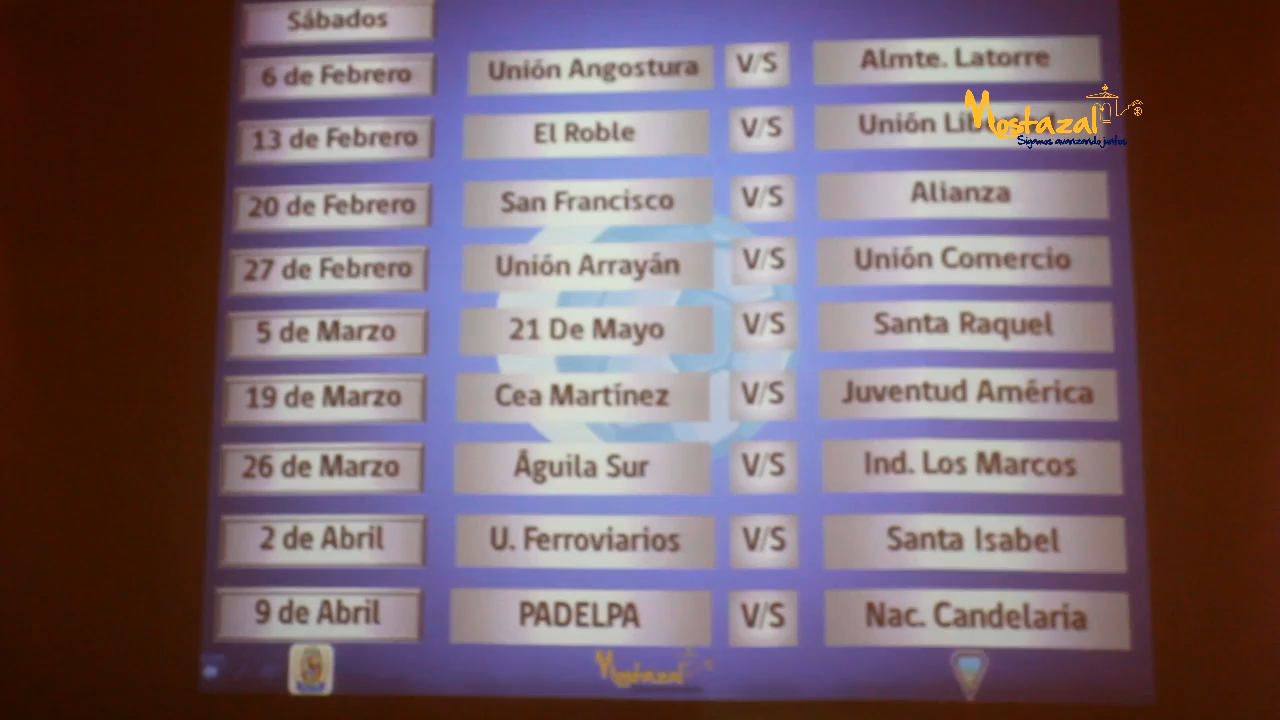 Sábados
6 de Febrero Unión Angostura V/S Almte. Latorre
13 de Febrero El Roble V/S Unión
20 de Febrero San Francisco V/S Alianza
27 de Febrero Unión Arrayán V/S Unión Comercio
5 de Marzo 21 De Mayo V/S Santa Raquel
19 de Marzo Cea Martínez V/S Juventud América
26 de Marzo Águila Sur V/S Ind. Los Marcos
2 de Abril U. Ferroviarios V/S Santa Isabel
9 de Abril PADELPA V/S Nac. Candelaria
Mostazal
Sigamos avanzando juntos
Mostazal